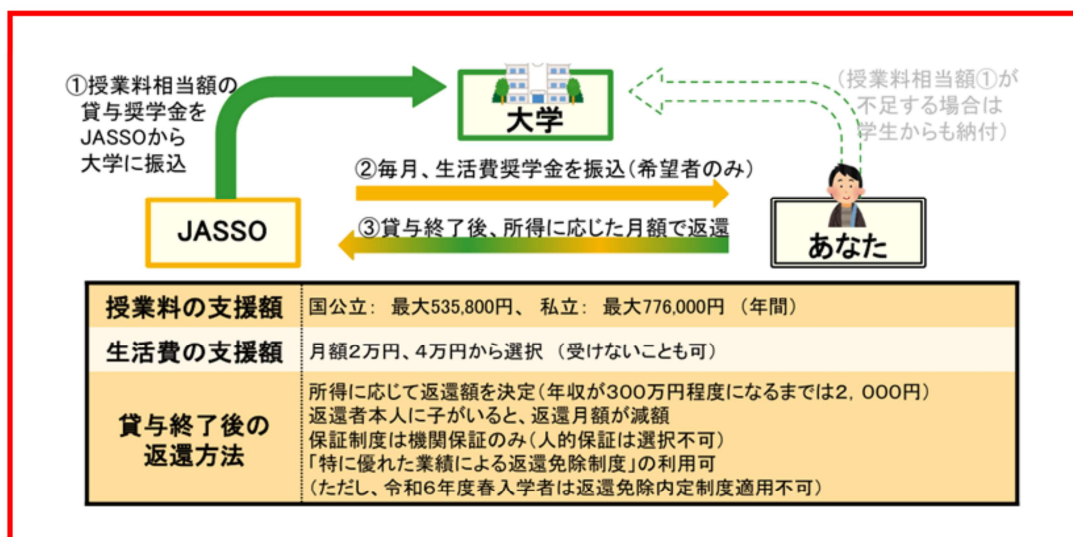 ①授業料相当額の
貸与奨学金を
JASSOから
大学に振込
大学
(授業料相当額①が
不足する場合は
学生からも納付)
②毎月、生活費奨学金を振込(希望者のみ)
JASSO
③貸与終了後、所得に応じた月額で返還
あなた
授業料の支援額
国公立: 最大535,800円、 私立: 最大776,000円 (年間)
生活費の支援額
月額2万円、4万円から選択 (受けないことも可)
貸与終了後の
返還方法
所得に応じて返還額を決定(年収が300万円程度になるまでは2,000円)
返還者本人に子がいると、返還月額が減額
保証制度は機関保証のみ(人的保証は選択不可)
「特に優れた業績による返還免除制度」の利用可
(ただし、令和6年度春入学者は返還免除内定制度適用不可)